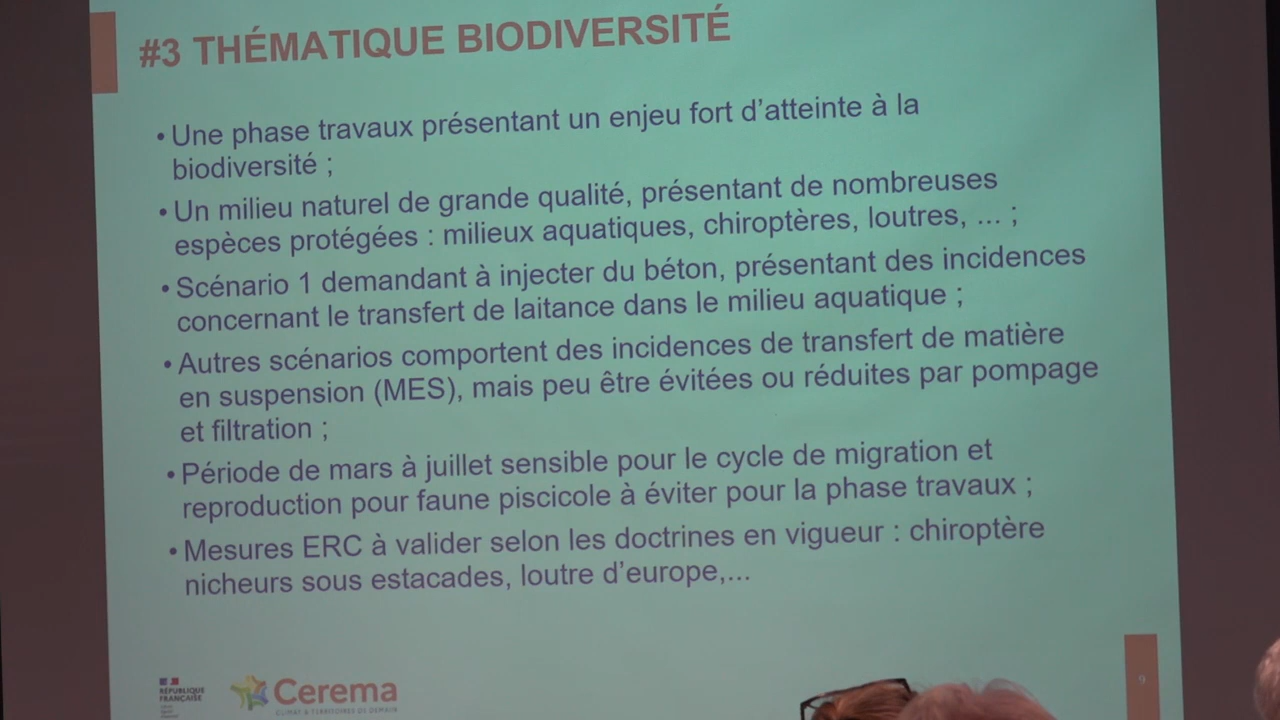 #3 THÉMATIQUE BIODIVERSITÉ
• Une phase travaux présentant un enjeu fort d'atteinte à la
biodiversité ;
• Un milieu naturel de grande qualité, présentant de nombreuses
espèces protégées : milieux aquatiques, chiroptères, loutres, ... ;
• Scénario 1 demandant à injecter du béton, présentant des incidences
concernant le transfert de laitance dans le milieu aquatique ;
• Autres scénarios comportent des incidences de transfert de matière
en suspension (MES), mais peu être évitées ou réduites par pompage
et filtration ;
• Période de mars à juillet sensible pour le cycle de migration et
reproduction pour faune piscicole à éviter pour la phase travaux ;
• Mesures ERC à valider selon les doctrines en vigueur : chiroptère
nicheurs sous estacades, loutre d'europe,...
RÉPUBLIQUE
FRANÇAISE
Cerema
CLIMAT & TERRITOIRES DE DEMAIN
9